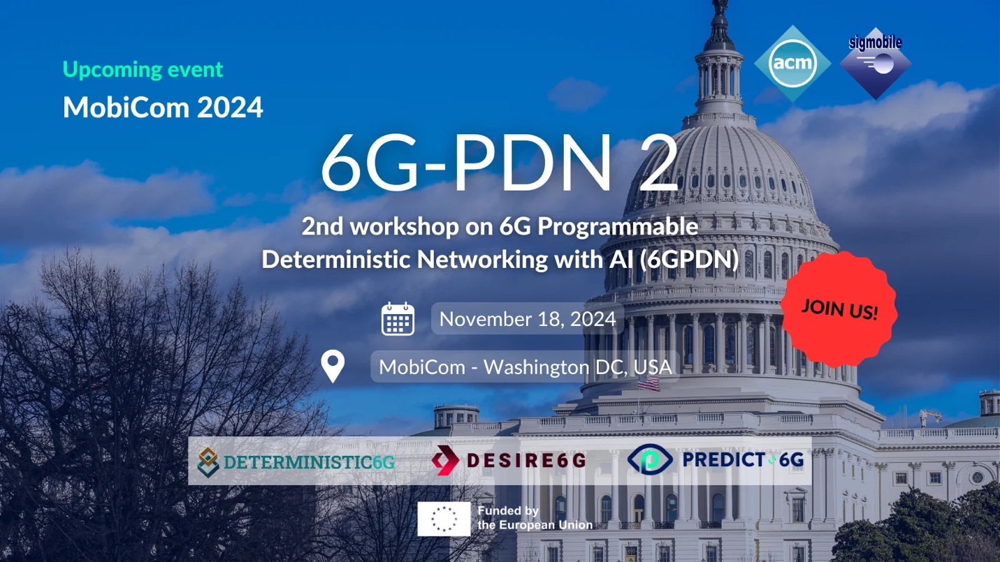 Upcoming event
MobiCom 2024
acm
sigmobile
6G-PDN 2
2nd workshop on 6G Programmable
Deterministic Networking with AI (6GPDN)
November 18, 2024
MobiCom - Washington DC, USA
JOIN US!
DETERMINISTIC6G
DESIRE6G
PREDICT 6G
Funded by
the European Union